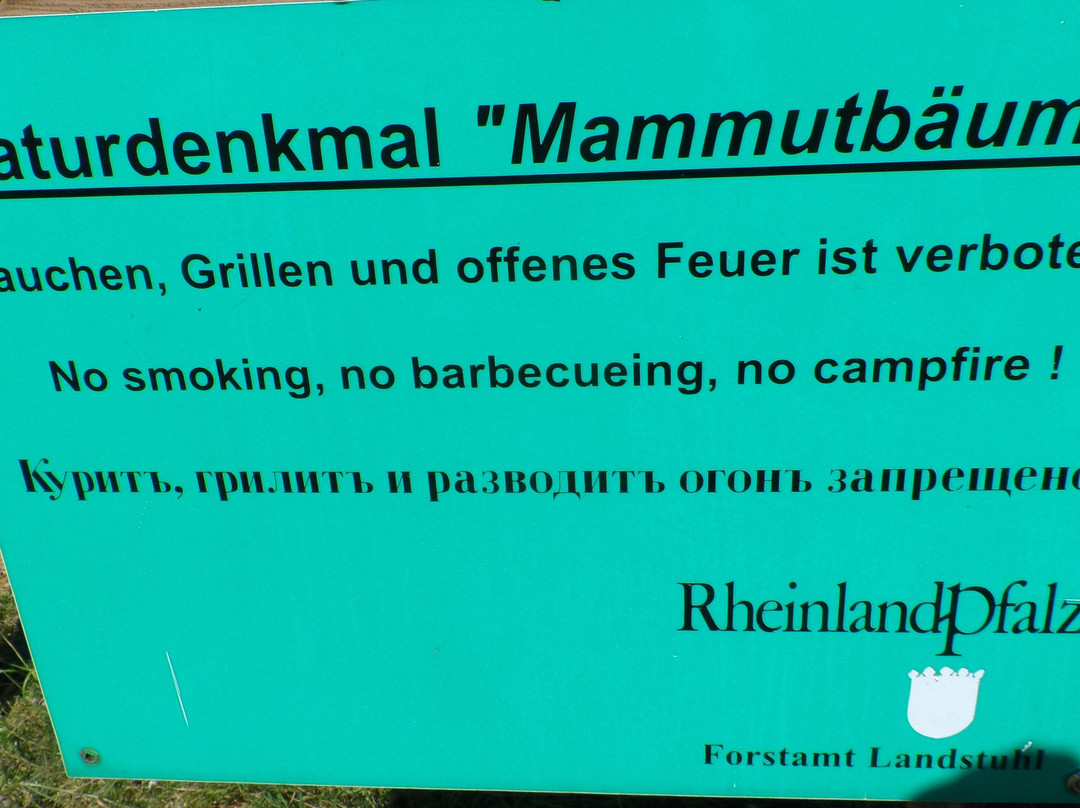 aturdenkmal "Mammutbäum
auchen, Grillen und offenes Feuer ist verbote
No smoking, no barbecueing, no campfire !
Куритъ, грилитъ и разводитъ огонъ запрещено
RheinlandPfalz
Forstamt Landstuhl